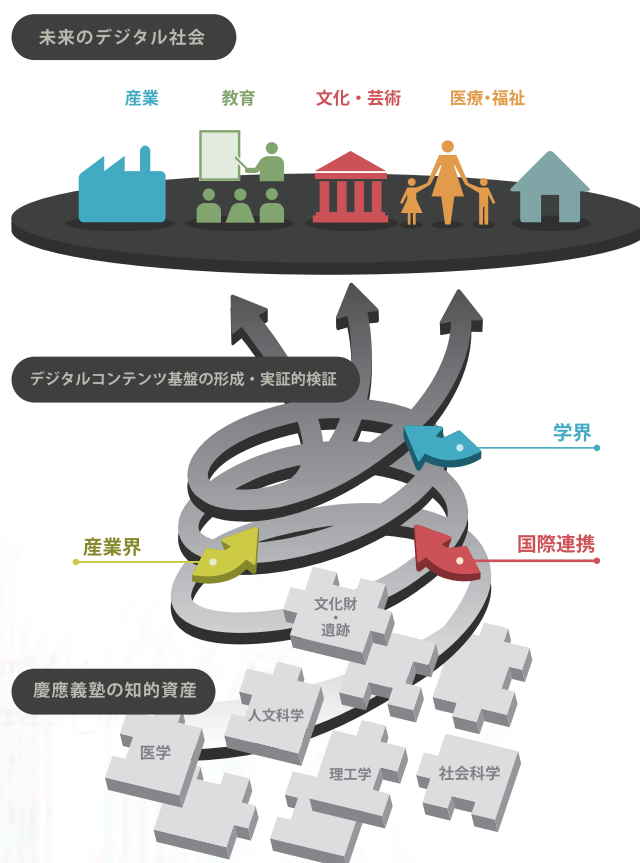 未来のデジタル社会
産業
教育
文化・芸術
医療・福祉
デジタルコンテンツ基盤の形成・実証的検証
学界
産業界
国際連携
文化財
・
遺跡
慶應義塾の知的資産
人文科学
医学
理工学
社会科学